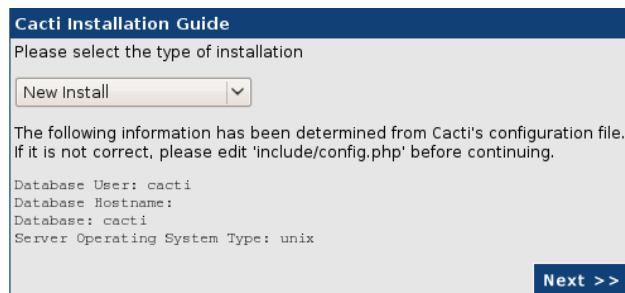 Cacti Installation Guide
Please select the type of installation
New Install
The following information has been determined from Cacti's configuration file.
If it is not correct, please edit 'include/config.php' before continuing.
Database User: cacti
Database Hostname:
Database: cacti
Server Operating System Type: unix
Next >>